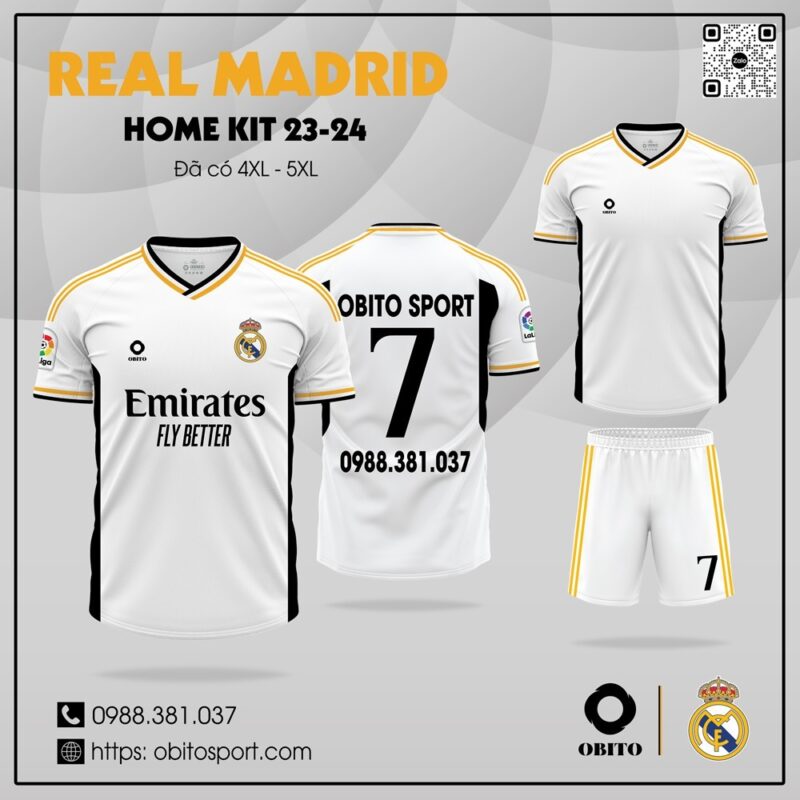 REAL MADRID
HOME KIT 23-24
Đã có 4XL - 5XL
Zalo
OBITO
OBITO
Emirates
FLY BETTER
OBITO SPORT
7
0988.381.037
7
0988.381.037
https: obitosport.com
OBITO